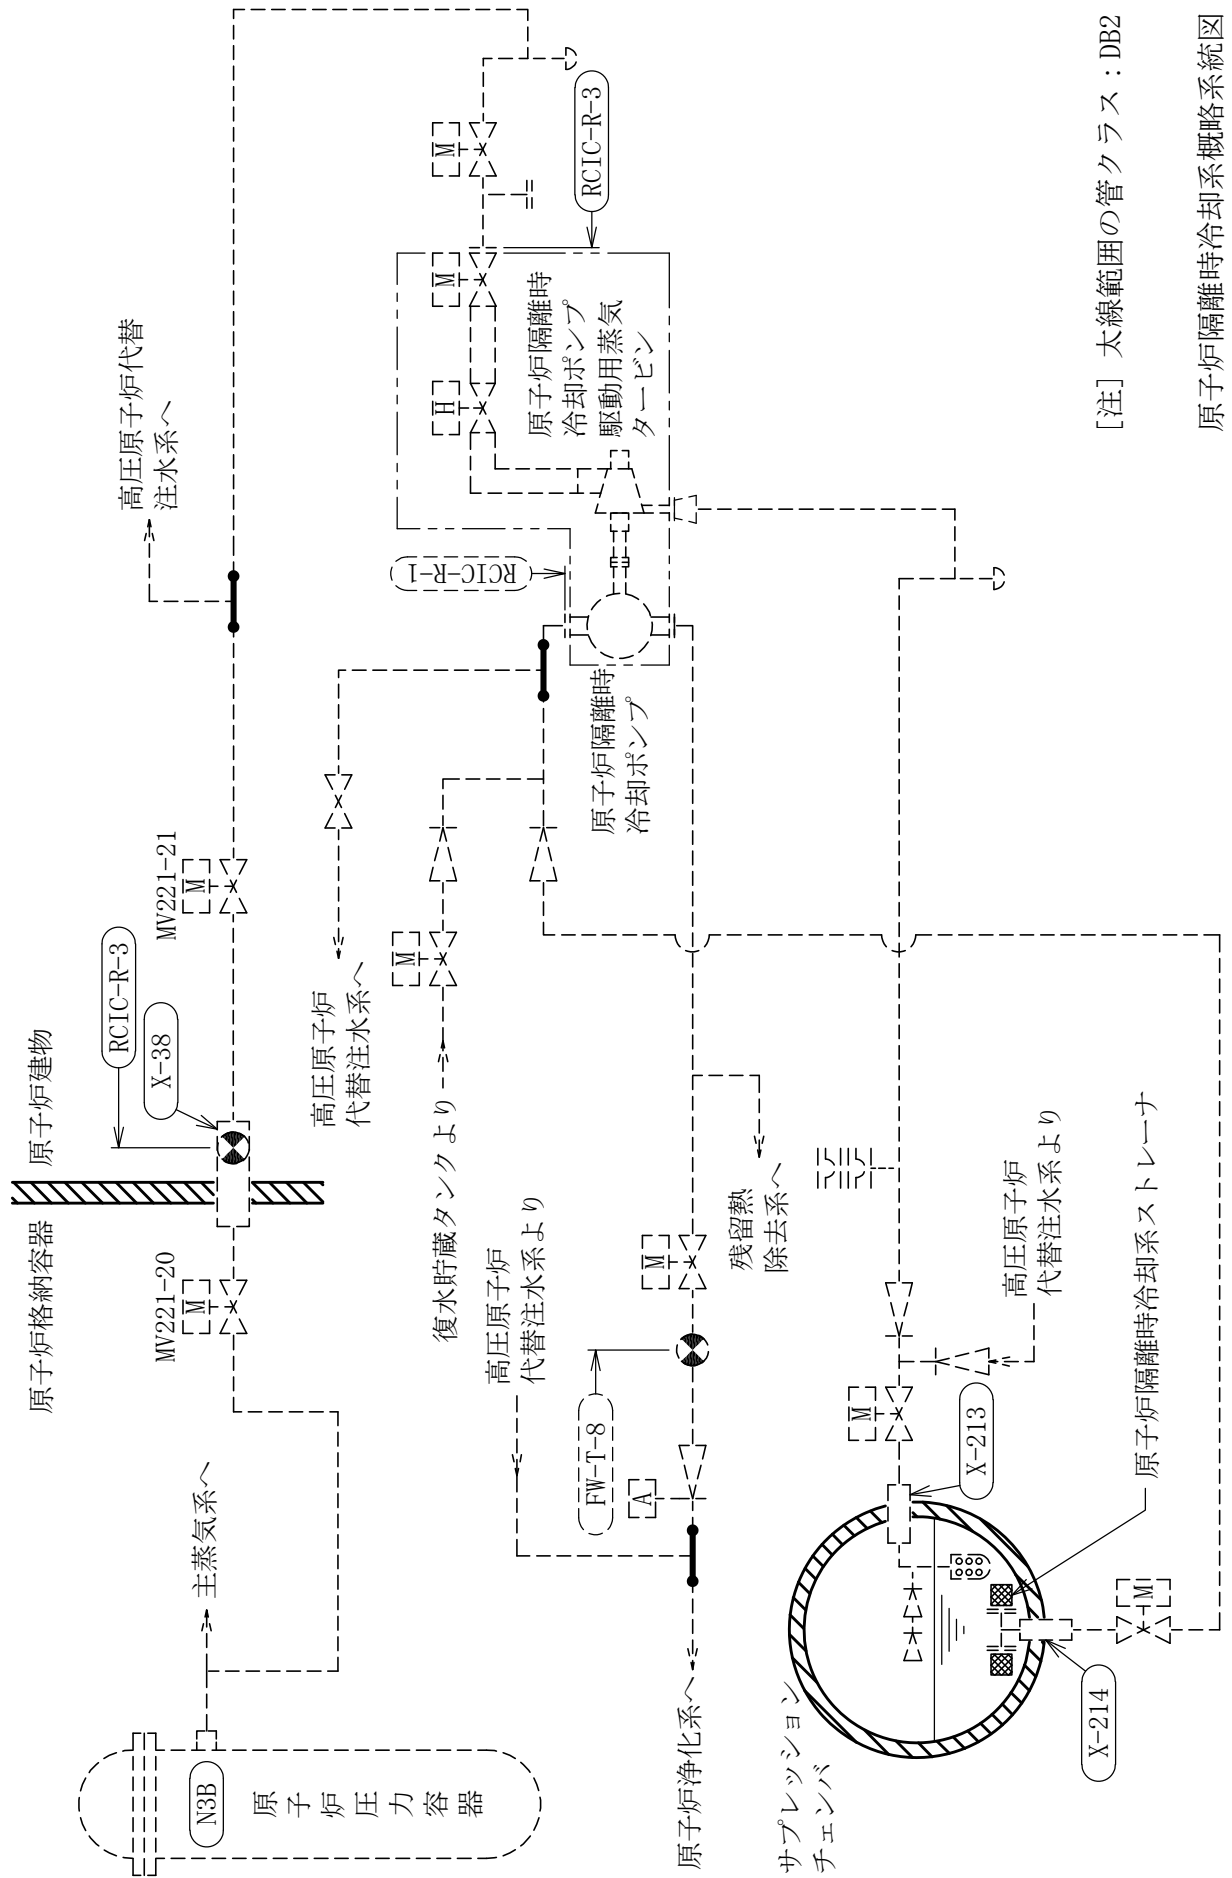 N3B
原子炉圧力容器
主蒸気系へ
原子炉格納容器
原子炉建物
MV221-20
M
X-38
RCIC-R-3
MV221-21
M
高圧原子炉代替
注水系へ
高圧原子炉
代替注水系へ
復水貯蔵タンクより
M
RCIC-R-1
H
M
M
RCIC-R-3
原子炉隔離時
冷却ポンプ
駆動用蒸気
タービン
原子炉隔離時
冷却ポンプ
高圧原子炉
代替注水系より
FW-T-8
A
M
原子炉浄化系へ
残留熱
除去系へ
サプレッション
チェンバ
M
X-213
高圧原子炉
代替注水系より
原子炉隔離時冷却系ストレーナ
X-214
M
[注] 太線範囲の管クラス：DB2
原子炉隔離時冷却系概略系統図